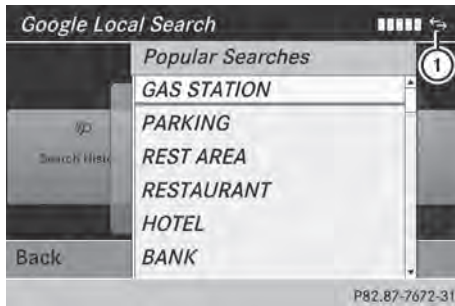 Google Local Search
1
Popular Searches
GAS STATION
PARKING
Search
REST AREA
RESTAURANT
HOTEL
Back
BANK
P82.87-7672-31